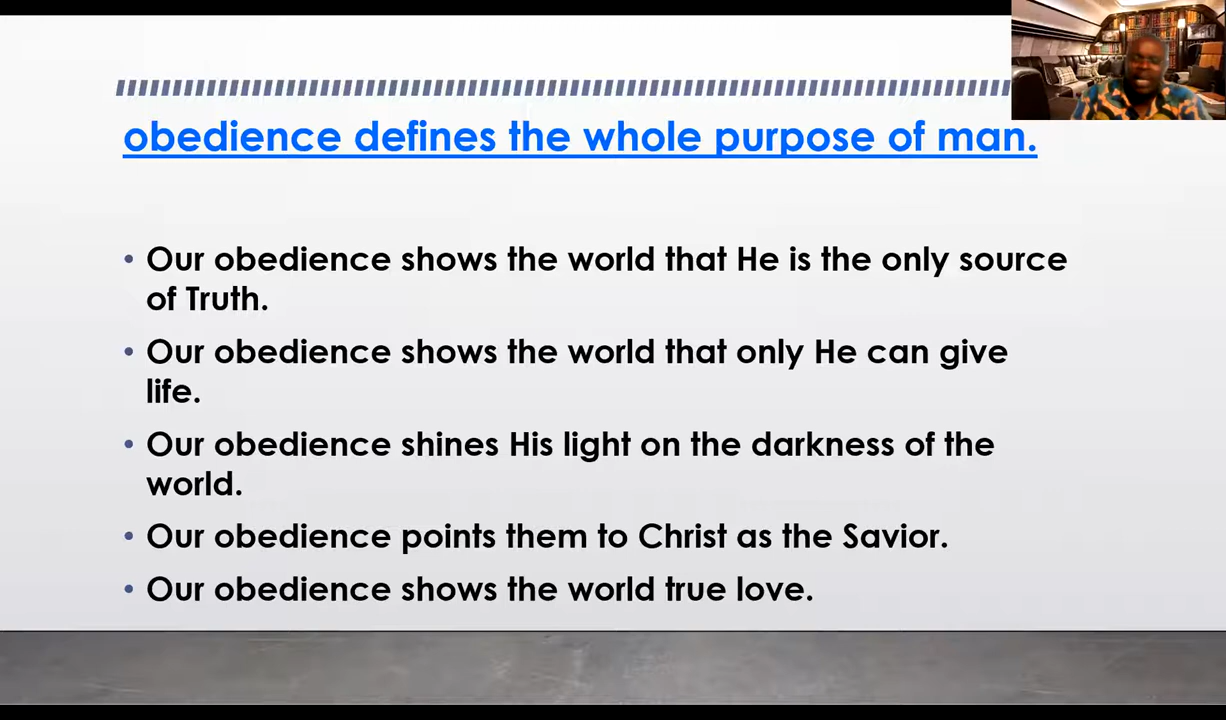 obedience defines the whole purpose of man.
• Our obedience shows the world that He is the only source
of Truth.
• Our obedience shows the world that only He can give
life.
• Our obedience shines His light on the darkness of the
world.
• Our obedience points them to Christ as the Savior.
• Our obedience shows the world true love.